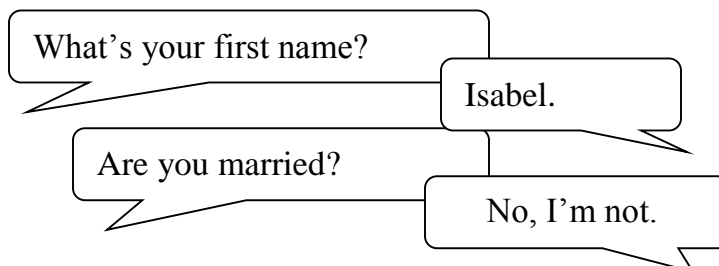 What’s your first name?
Isabel.
Are you married?
No, I’m not.